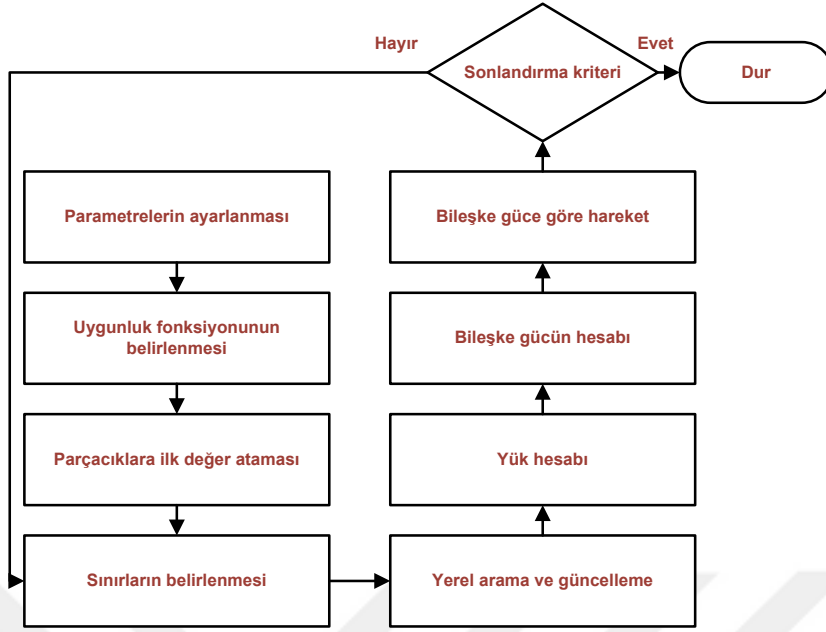 Hayır
Evet
Sonlandırma kriteri
Dur
Parametrelerin ayarlanması
Bileşke güce göre hareket
Uygunluk fonksiyonunun
belirlenmesi
Bileşke gücün hesabı
Parçacıklara ilk değer ataması
Yük hesabı
Sınırların belirlenmesi
Yerel arama ve güncelleme